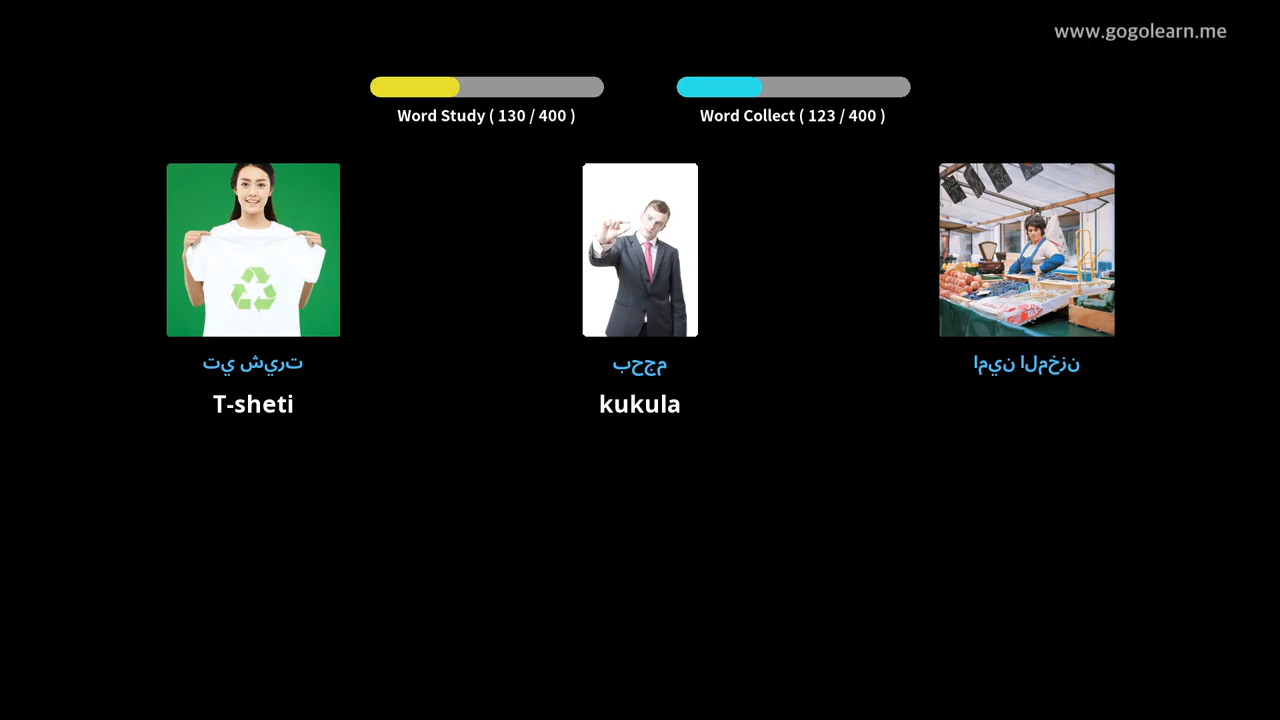 www.gogolearn.me
Word Study ( 130 / 400 )
Word Collect ( 123 / 400 )
تي شيرت
بحجم
امين المخزن
T-sheti
kukula